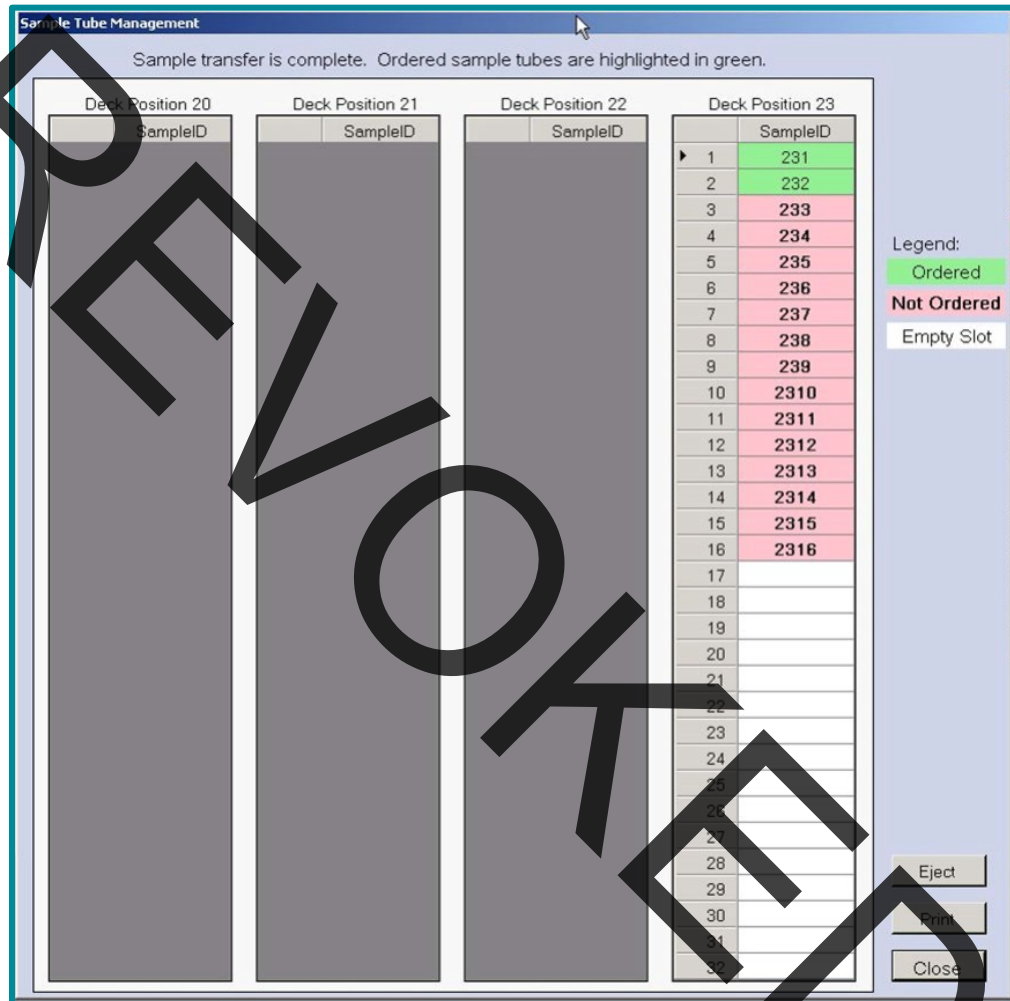 Sample Tube Management
Sample transfer is complete. Ordered sample tubes are highlighted in green.
Deck Position 20
Deck Position 21
Deck Position 22
Deck Position 23
SampleID
SampleID
SampleID
SampleID
1 231
2 232
3 233
4 234
5 235
6 236
7 237
8 238
9 239
10 2310
11 2311
12 2312
13 2313
14 2314
15 2315
16 2316
17
18
19
20
21
22
23
24
25
26
27
28
29
30
31
32
Legend:
Ordered
Not Ordered
Empty Slot
Eject
Print
Close
REVOKED